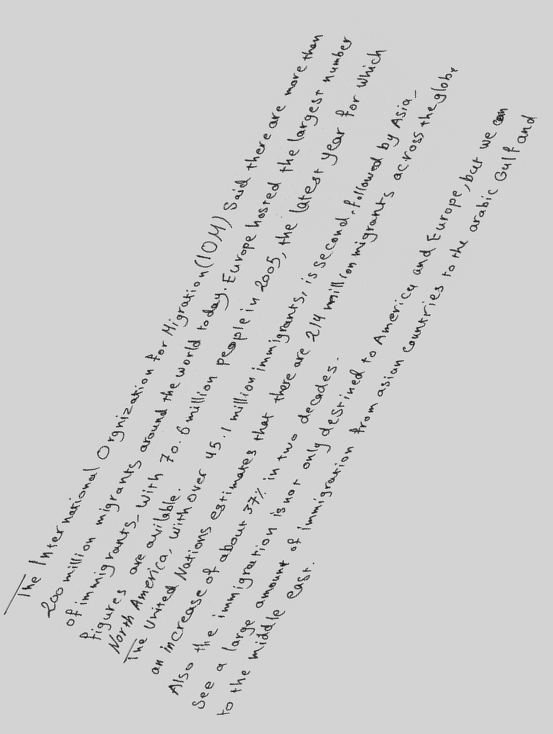 The International Orgnization for Migration (IOM) Said there are more than
200 million migrants around the world today. Europe hosted the largest number
of immigrants_ with 70.6 million people in 2005, the latest year for which
figures are avilable.
North America, with over 45.1 million immigrants, is second, followed by Asia_
The United Nations estimates that there are 214 million migrants across the globe
an increase of about 37% in two decades.
Also the immigration is not only destined to America and Europe, but we can
see a large amount of immigration from asian countries to the arabic Gulf and
to the middle east.